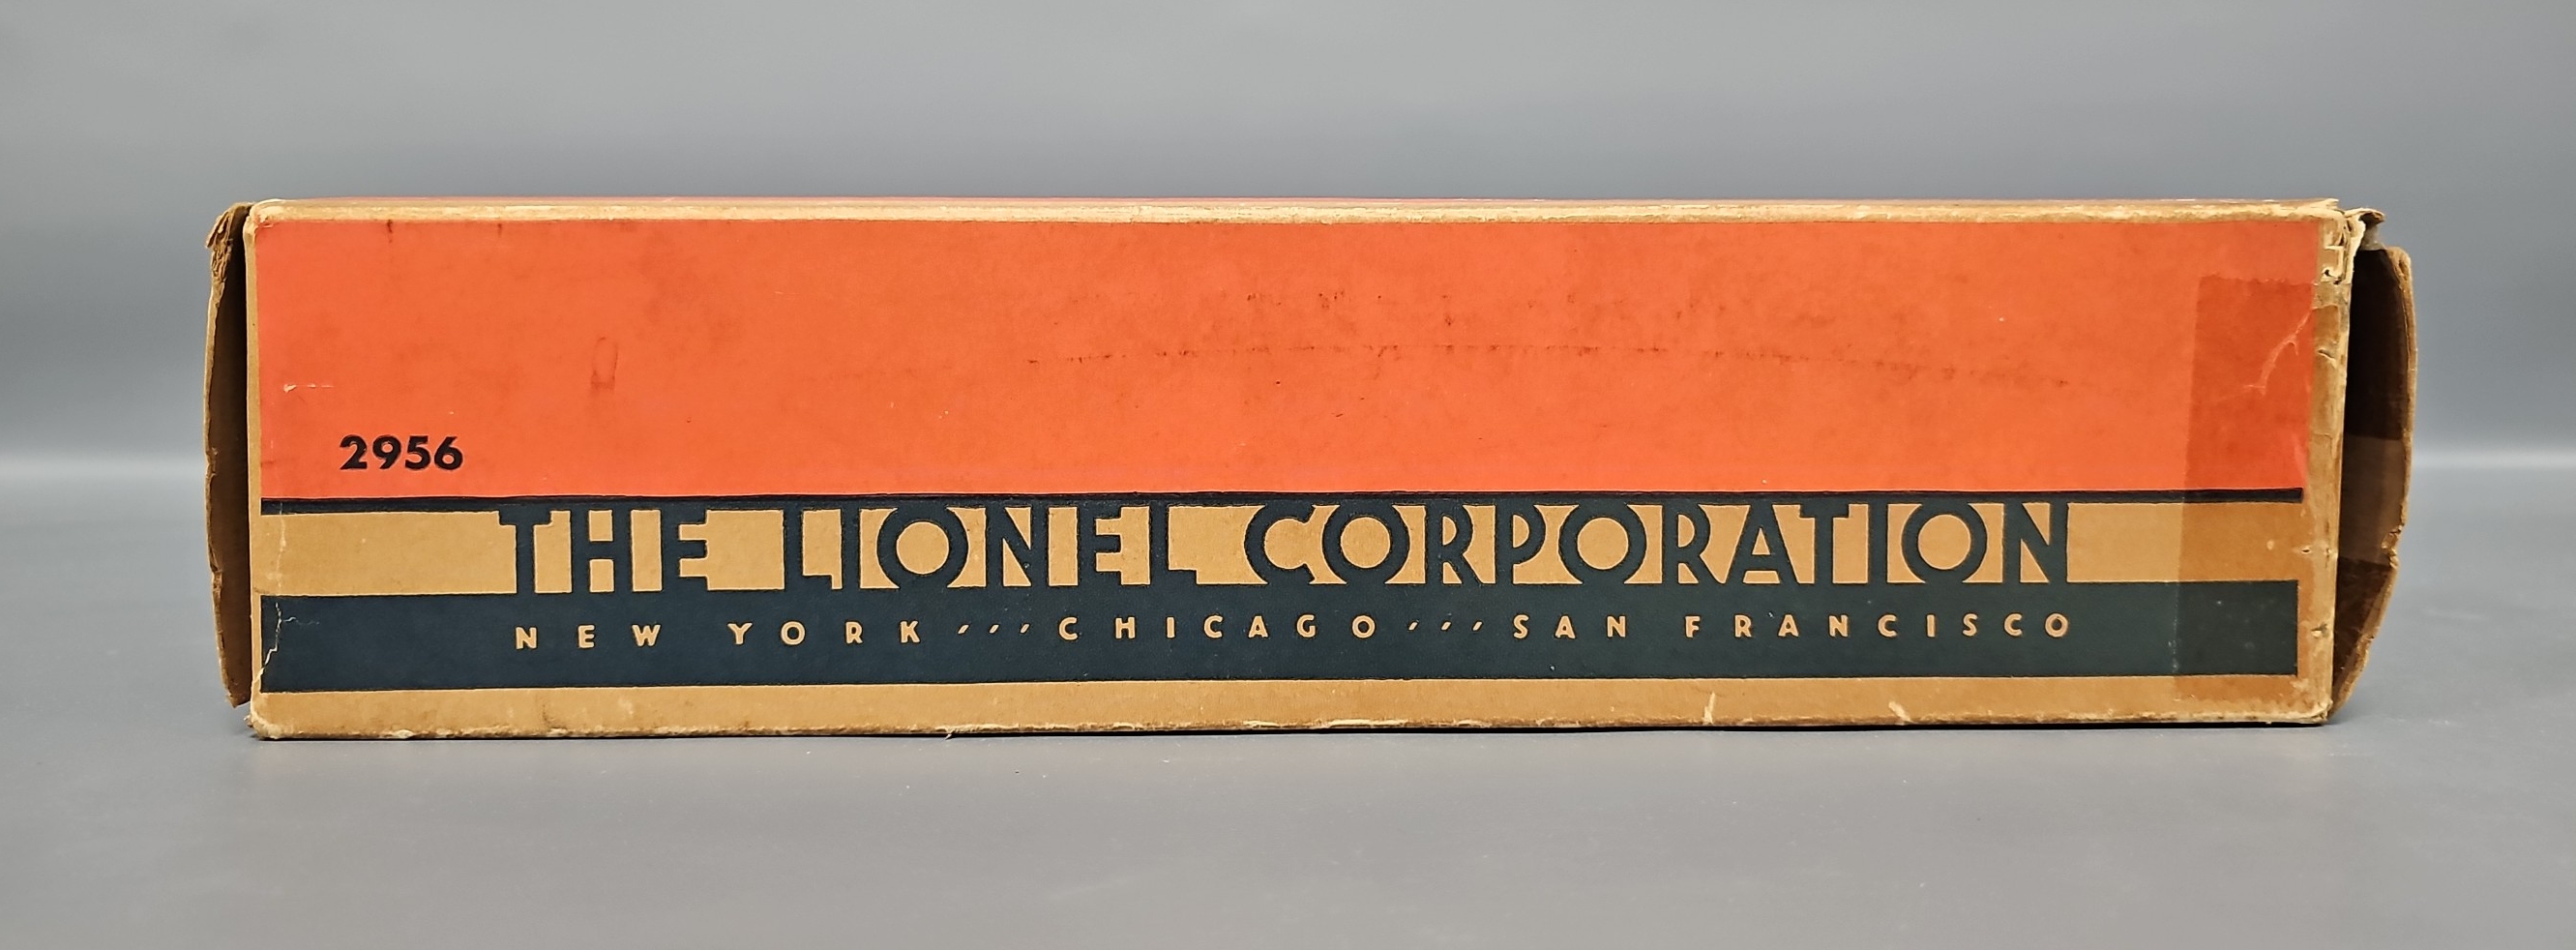 2956
THE LIONEL CORPORATION
NEW YORK ,,, CHICAGO ,,, SAN FRANCISCO